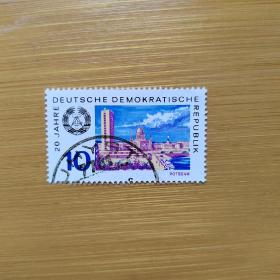 20 JAHRE
DEUTSCHE DEMOKRATISCHE
REPUBLIK
10
POTSDAM